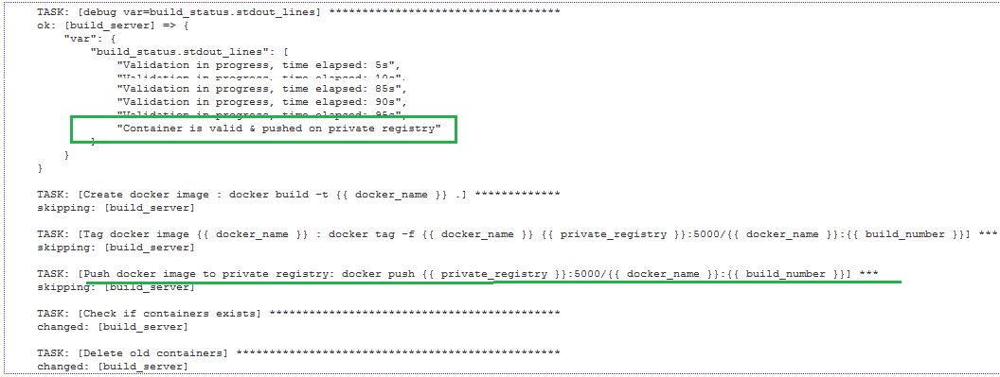 TASK: [debug var=build_status.stdout_lines] ***********************************
ok: [build_server] => {
"var": {
"build_status.stdout_lines": [
"Validation in progress, time elapsed: 5s",
"Validation in progress, time elapsed: 10s",
"Validation in progress, time elapsed: 85s",
"Validation in progress, time elapsed: 90s",
"Validation in progress, time elapsed: 95s",
"Container is valid & pushed on private registry"
]
}
}
TASK: [Create docker image : docker build -t {{ docker_name }} .] *************
skipping: [build_server]
TASK: [Tag docker image {{ docker_name }} : docker tag -f {{ docker_name }} {{ private_registry }}:5000/{{ docker_name }}:{{ build_number }}] ***
skipping: [build_server]
TASK: [Push docker image to private registry: docker push {{ private_registry }}:5000/{{ docker_name }}:{{ build_number }}] ***
skipping: [build_server]
TASK: [Check if containers exists] ********************************************
changed: [build_server]
TASK: [Delete old containers] *************************************************
changed: [build_server]